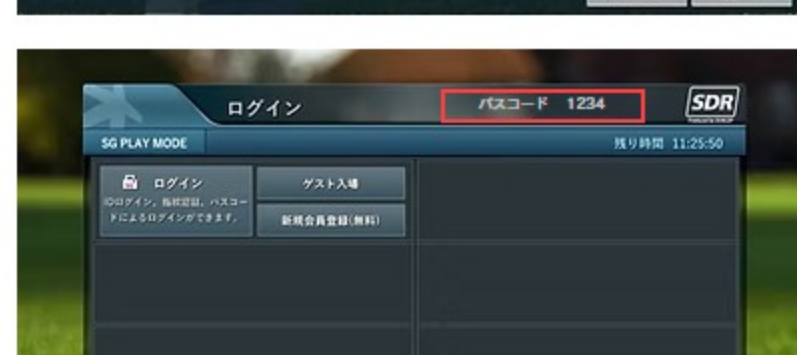 ログイン
パスコード 1234
SDR
SG PLAY MODE
残り時間 11:25:50
ログイン
IDログイン、指紋認証、パスコー
ドによるログインができます。
ゲスト入場
新規会員登録(無料)